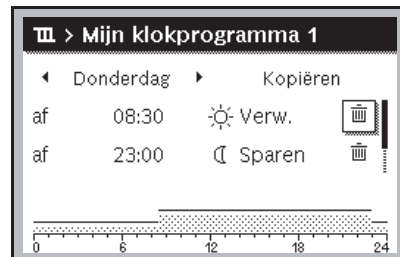 > Mijn klokprogramma 1
Donderdag Kopiëren
af 08:30 Verw.
af 23:00 Sparen
0 6 12 18 24